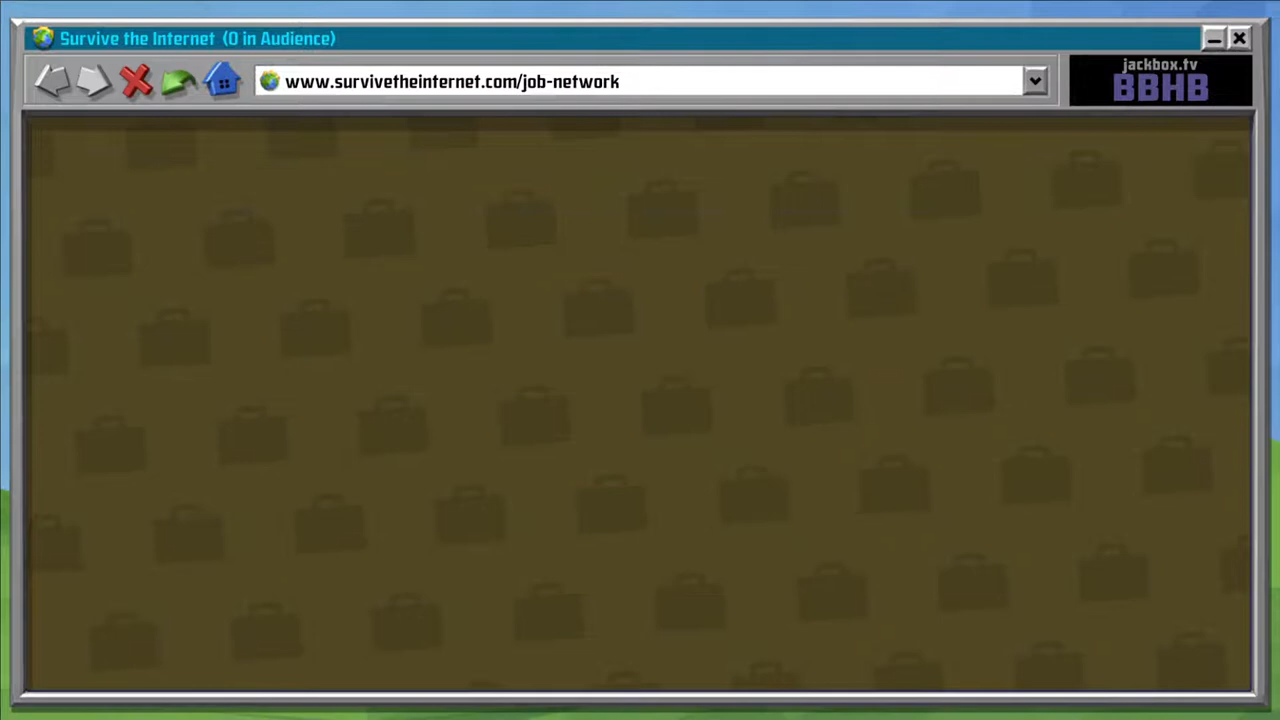 Survive the Internet (0 in Audience)
www.survivetheinternet.com/job-network
jackbox.tv
BBHB